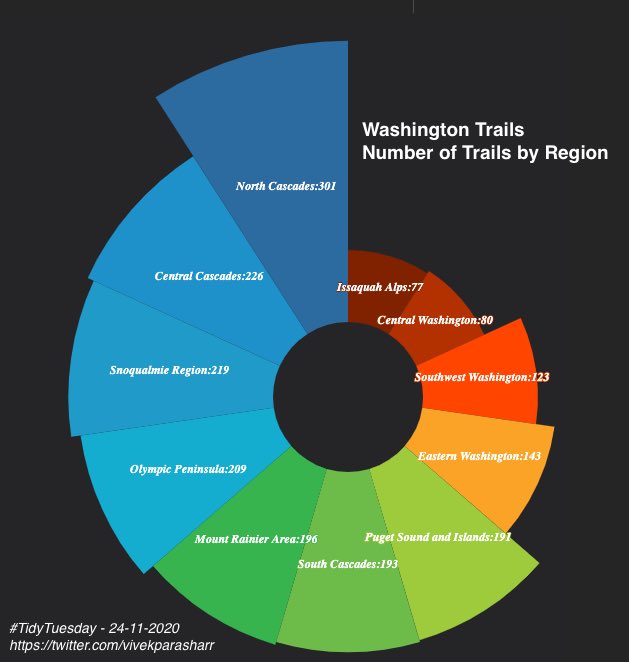 Washington Trails
Number of Trails by Region
North Cascades:301
Central Cascades:226
Issaquah Alps:77
Central Washington:80
Snoqualmie Region:219
Southwest Washington:123
Olympic Peninsula:209
Eastern Washington:143
Mount Rainier Area:196
Puget Sound and Islands:191
South Cascades:193
#TidyTuesday - 24-11-2020
https://twitter.com/vivekparasharr